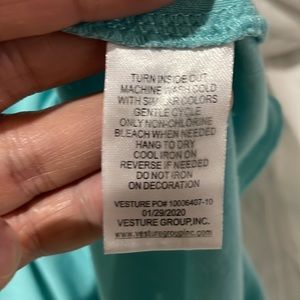 TURN INSIDE OUT
MACHINE WASH COLD
WITH SIMILAR COLORS
GENTLE CYCLE
ONLY NON-CHLORINE
BLEACH WHEN NEEDED
HANG TO DRY
COOL IRON ON
REVERSE IF NEEDED
DO NOT IRON
ON DECORATION
VESTURE PO# 10036407-10
01/29/2020
VESTURE GROUP,INC.
www.vesturegroupinc.com